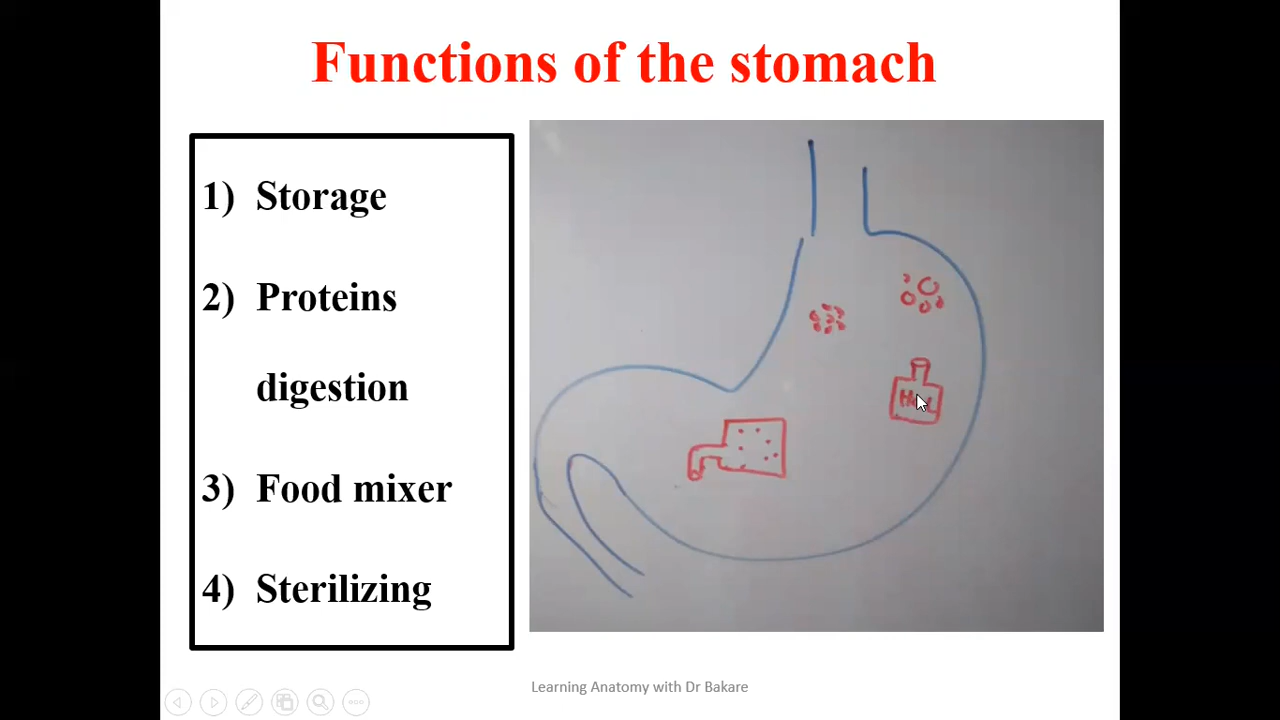 Functions of the stomach
1) Storage
2) Proteins
digestion
3) Food mixer
4) Sterilizing
Learning Anatomy with Dr Bakare